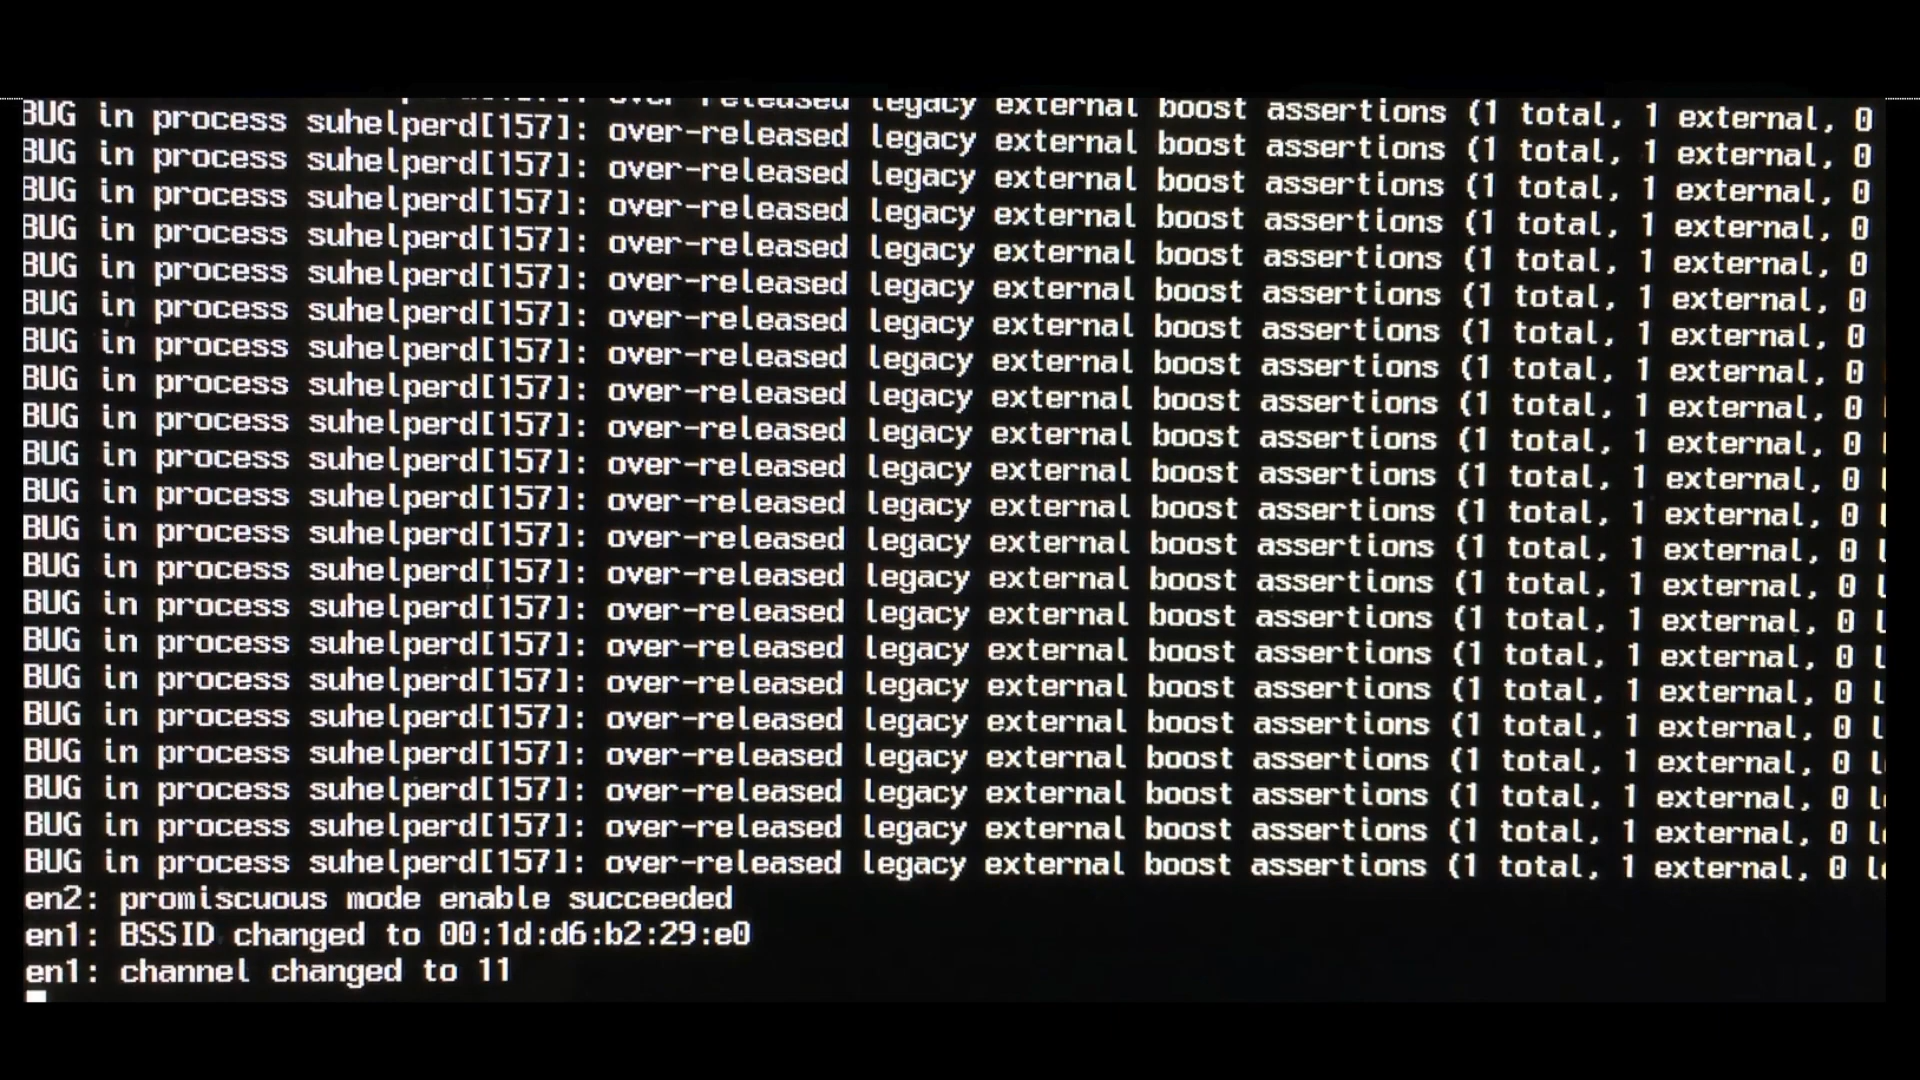 released legacy external boost assertions (1 total, 1 external, 0
BUG in process suhelperd[157]: over-released legacy external boost assertions (1 total, 1 external, 0
BUG in process suhelperd[157]: over-released legacy external boost assertions (1 total, 1 external, 0
BUG in process suhelperd[157]: over-released legacy external boost assertions (1 total, 1 external, 0
BUG in process suhelperd[157]: over-released legacy external boost assertions (1 total, 1 external, 0
BUG in process suhelperd[157]: over-released legacy external boost assertions (1 total, 1 external, 0
BUG in process suhelperd[157]: over-released legacy external boost assertions (1 total, 1 external, 0
BUG in process suhelperd[157]: over-released legacy external boost assertions (1 total, 1 external, 0
BUG in process suhelperd[157]: over-released legacy external boost assertions (1 total, 1 external, 0
BUG in process suhelperd[157]: over-released legacy external boost assertions (1 total, 1 external, 0
BUG in process suhelperd[157]: over-released legacy external boost assertions (1 total, 1 external, 0
BUG in process suhelperd[157]: over-released legacy external boost assertions (1 total, 1 external, 0 l
BUG in process suhelperd[157]: over-released legacy external boost assertions (1 total, 1 external, 0 l
BUG in process suhelperd[157]: over-released legacy external boost assertions (1 total, 1 external, 0 l
BUG in process suhelperd[157]: over-released legacy external boost assertions (1 total, 1 external, 0 l
BUG in process suhelperd[157]: over-released legacy external boost assertions (1 total, 1 external, 0 l
BUG in process suhelperd[157]: over-released legacy external boost assertions (1 total, 1 external, 0 l
BUG in process suhelperd[157]: over-released legacy external boost assertions (1 total, 1 external, 0 l
BUG in process suhelperd[157]: over-released legacy external boost assertions (1 total, 1 external, 0 l
BUG in process suhelperd[157]: over-released legacy external boost assertions (1 total, 1 external, 0 l
BUG in process suhelperd[157]: over-released legacy external boost assertions (1 total, 1 external, 0 l
BUG in process suhelperd[157]: over-released legacy external boost assertions (1 total, 1 external, 0 l
en2: promiscuous mode enable succeeded
en1: BSSID changed to 00:1d:d6:b2:29:e0
en1: channel changed to 11